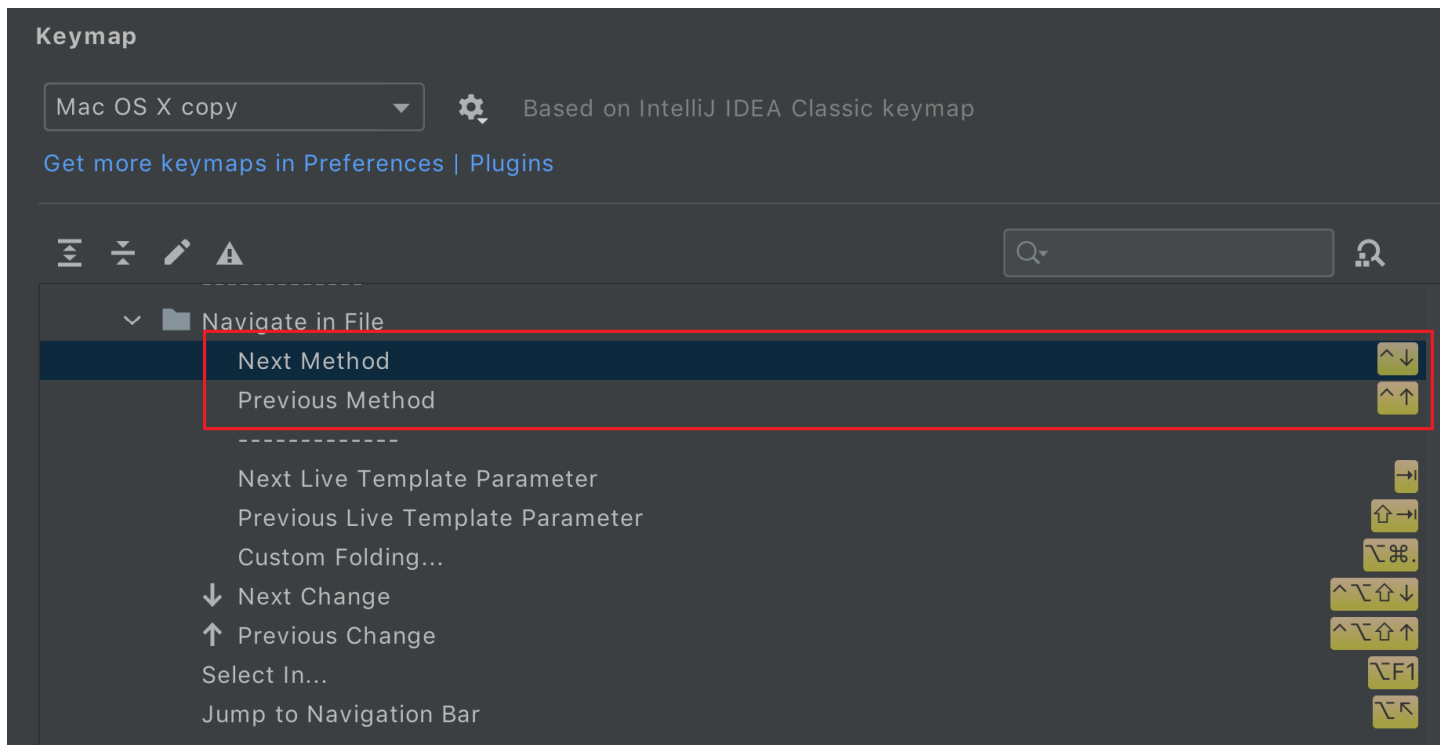 Keymap
Mac OS X copy Based on IntelliJ IDEA Classic keymap
Get more keymaps in Preferences | Plugins
-------------
Navigate in File
Next Method ^↓
Previous Method ^↑
-------------
Next Live Template Parameter ⇥
Previous Live Template Parameter ⇧⇥
Custom Folding... ⌥⌘.
Next Change ^⌥⇧↓
Previous Change ^⌥⇧↑
Select In... ⌥F1
Jump to Navigation Bar ⌥↖